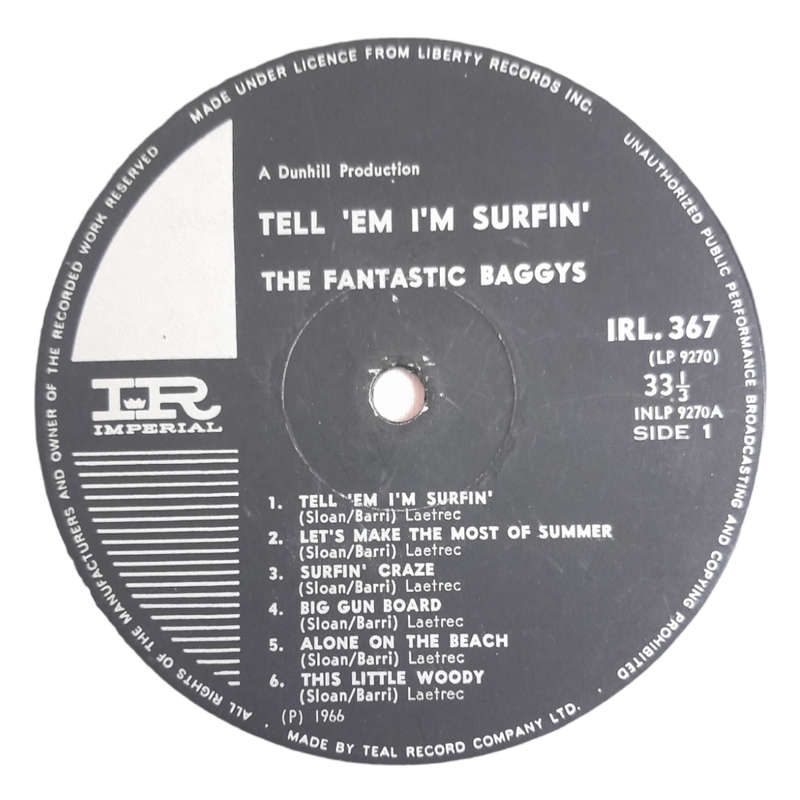 MADE UNDER LICENCE FROM LIBERTY RECORDS INC.
UNAUTHORIZED PUBLIC PERFORMANCE BROADCASTING AND COPYING PROHIBITED
ALL RIGHTS OF THE MANUFACTURERS AND OWNER OF THE RECORDED WORK RESERVED
A Dunhill Production
TELL 'EM I'M SURFIN'
THE FANTASTIC BAGGYS
IRL. 367
(LP. 9270)
33⅓
INLP 9270A
SIDE 1
IR
IMPERIAL
1. TELL 'EM I'M SURFIN'
(Sloan/Barri) Laetrec
2. LET'S MAKE THE MOST OF SUMMER
(Sloan/Barri) Laetrec
3. SURFIN' CRAZE
(Sloan/Barri) Laetrec
4. BIG GUN BOARD
(Sloan/Barri) Laetrec
5. ALONE ON THE BEACH
(Sloan/Barri) Laetrec
6. THIS LITTLE WOODY
(Sloan/Barri) Laetrec
(P) 1966
MADE BY TEAL RECORD COMPANY LTD.